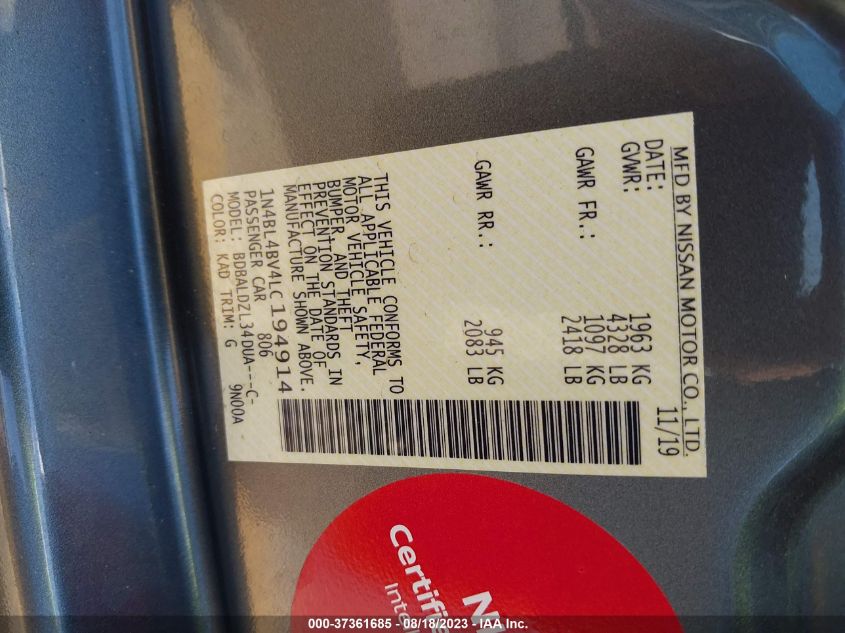 MFD BY NISSAN MOTOR CO., LTD.
DATE: 11/19
GVWR: 1963 KG
4328 LB
GAWR FR.: 1097 KG
2418 LB
GAWR RR.: 945 KG
2083 LB
THIS VEHICLE CONFORMS TO
ALL APPLICABLE FEDERAL
MOTOR VEHICLE SAFETY,
BUMPER, AND THEFT
PREVENTION STANDARDS IN
EFFECT ON THE DATE OF
MANUFACTURE SHOWN ABOVE.
1N4BL4BV4LC194914
PASSENGER CAR 806
MODEL: BDBALDZL34DUA---C-
COLOR: KAD TRIM: G 9N00A
Certifie
000-37361685 - 08/18/2023 - IAA Inc.